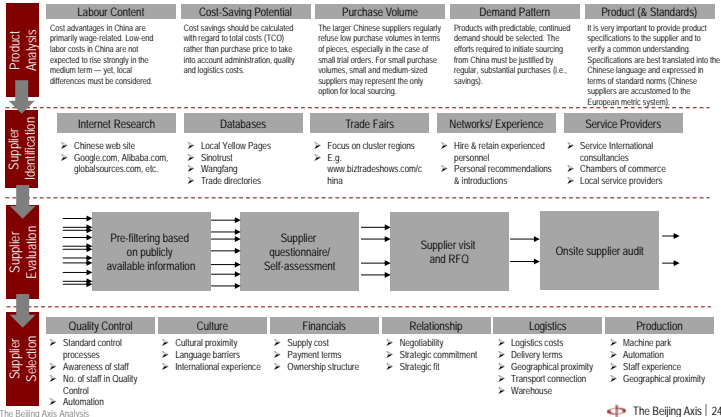 Product
Analysis
Labour Content
Cost advantages in China are
primarily wage-related. Low-end
labor costs in China are not
expected to rise strongly in the
medium term — yet, local
differences must be considered.
Cost-Saving Potential
Cost savings should be calculated
with regard to total costs (TCO)
rather than purchase price to take
into account administration, quality
and logistics costs.
Purchase Volume
The larger Chinese suppliers regularly
refuse low purchase volumes in terms
of pieces, especially in the case of
small trial orders. For small purchase
volumes, small and medium-sized
suppliers may represent the only
option for local sourcing.
Demand Pattern
Products with predictable, continued
demand should be selected. The
efforts required to initiate sourcing
from China must be justified by
regular, substantial purchases (i.e.,
savings).
Product (& Standards)
It is very important to provide product
specifications to the supplier and to
verify a common understanding.
Specifications are best translated into the
Chinese language and expressed in
terms of standard norms (Chinese
suppliers are accustomed to the
European metric system).
Supplier
Identification
Internet Research
➢ Chinese web site
➢ Google.com, Alibaba.com,
globalsources.com, etc.
Databases
➢ Local Yellow Pages
➢ Sinotrust
➢ Wangfang
➢ Trade directories
Trade Fairs
➢ Focus on cluster regions
➢ E.g.
www.biztradeshows.com/c
hina
Networks/ Experience
➢ Hire & retain experienced
personnel
➢ Personal recommendations
& introductions
Service Providers
➢ Service International
consultancies
➢ Chambers of commerce
➢ Local service providers
Supplier
Evaluation
Pre-filtering based
on publicly
available information
Supplier
questionnaire/
Self-assessment
Supplier visit
and RFQ
Onsite supplier audit
Supplier
Selection
Quality Control
➢ Standard control
processes
➢ Awareness of staff
➢ No. of staff in Quality
Control
➢ Automation
Culture
➢ Cultural proximity
➢ Language barriers
➢ International experience
Financials
➢ Supply cost
➢ Payment terms
➢ Ownership structure
Relationship
➢ Negotiability
➢ Strategic commitment
➢ Strategic fit
Logistics
➢ Logistics costs
➢ Delivery terms
➢ Geographical proximity
➢ Transport connection
➢ Warehouse
Production
➢ Machine park
➢ Automation
➢ Staff experience
➢ Geographical proximity
The Beijing Axis Analysis
The Beijing Axis | 24